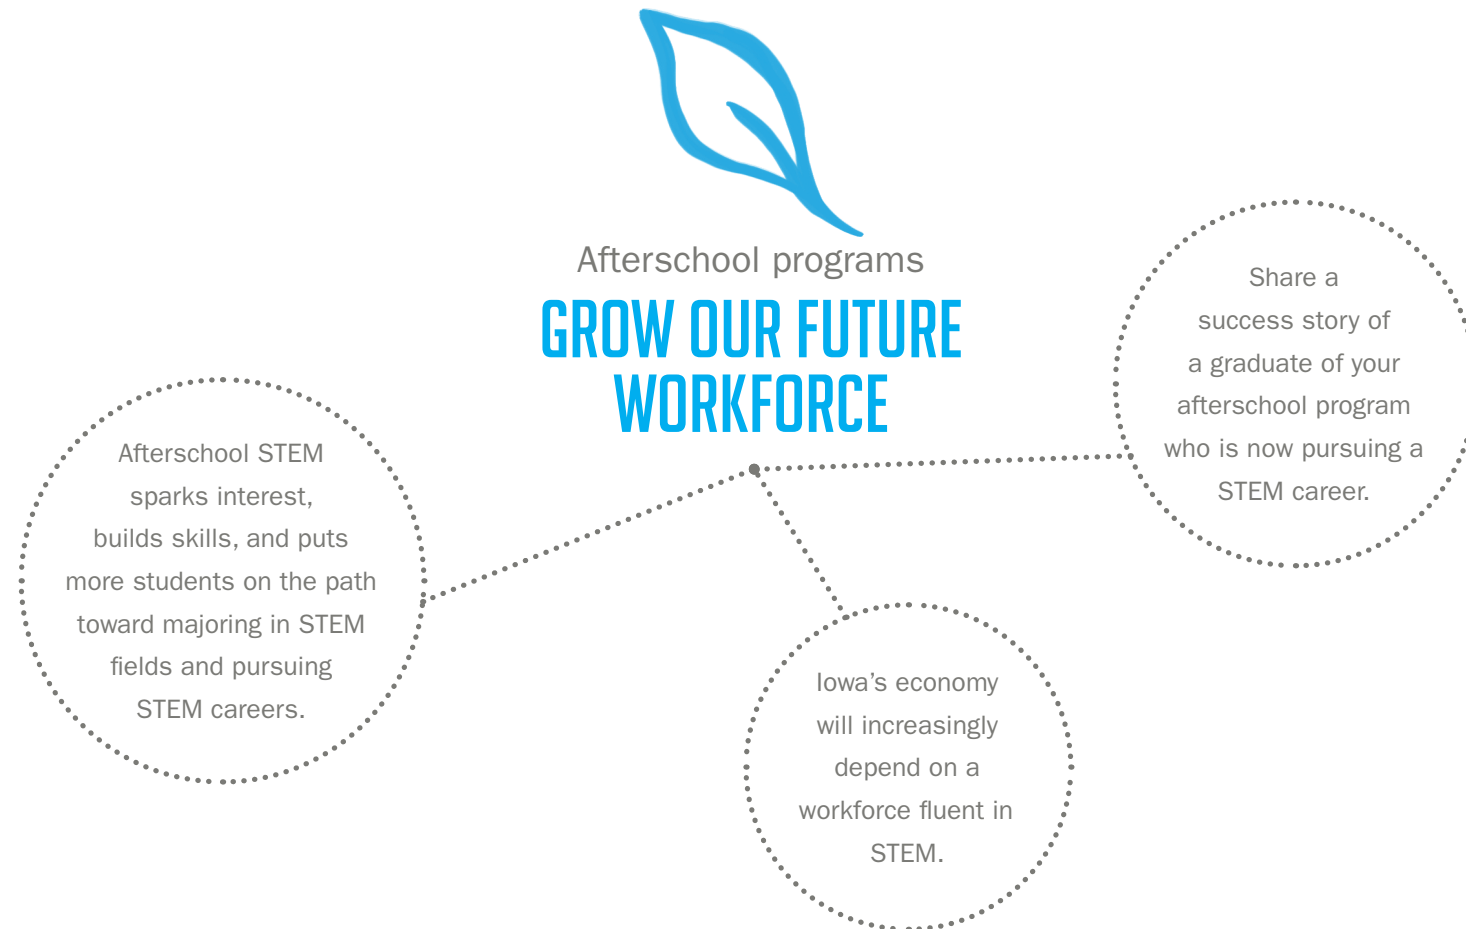 Afterschool programs
GROW OUR FUTURE
WORKFORCE
Afterschool STEM
sparks interest,
builds skills, and puts
more students on the path
toward majoring in STEM
fields and pursuing
STEM careers.
Iowa’s economy
will increasingly
depend on a
workforce fluent in
STEM.
Share a
success story of
a graduate of your
afterschool program
who is now pursuing a
STEM career.